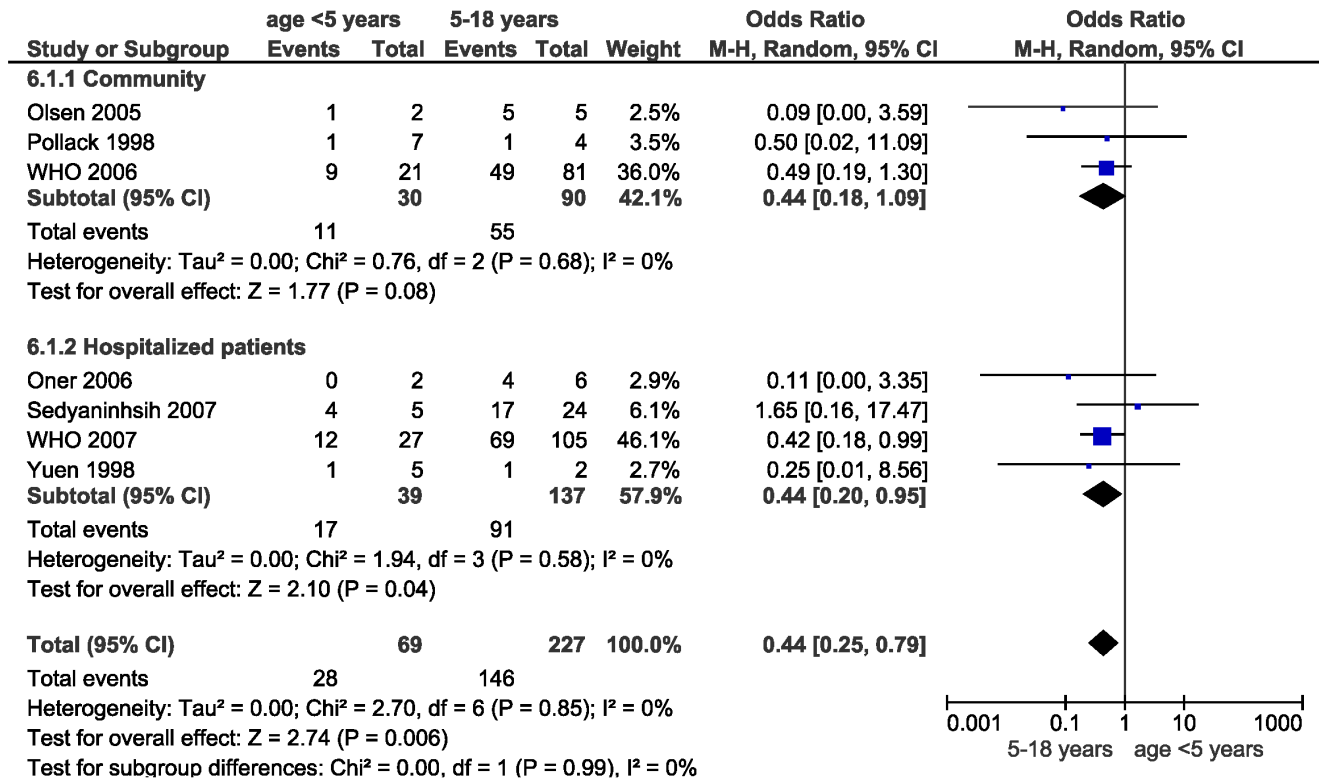 age <5 years 5-18 years Odds Ratio Odds Ratio
Study or Subgroup Events Total Events Total Weight M-H, Random, 95% CI M-H, Random, 95% CI
6.1.1 Community
Olsen 2005 1 2 5 5 2.5% 0.09 [0.00, 3.59]
Pollack 1998 1 7 1 4 3.5% 0.50 [0.02, 11.09]
WHO 2006 9 21 49 81 36.0% 0.49 [0.19, 1.30]
Subtotal (95% CI) 30 90 42.1% 0.44 [0.18, 1.09]
Total events 11 55
Heterogeneity: Tau² = 0.00; Chi² = 0.76, df = 2 (P = 0.68); I² = 0%
Test for overall effect: Z = 1.77 (P = 0.08)
6.1.2 Hospitalized patients
Oner 2006 0 2 4 6 2.9% 0.11 [0.00, 3.35]
Sedyaninhsih 2007 4 5 17 24 6.1% 1.65 [0.16, 17.47]
WHO 2007 12 27 69 105 46.1% 0.42 [0.18, 0.99]
Yuen 1998 1 5 1 2 2.7% 0.25 [0.01, 8.56]
Subtotal (95% CI) 39 137 57.9% 0.44 [0.20, 0.95]
Total events 17 91
Heterogeneity: Tau² = 0.00; Chi² = 1.94, df = 3 (P = 0.58); I² = 0%
Test for overall effect: Z = 2.10 (P = 0.04)
Total (95% CI) 69 227 100.0% 0.44 [0.25, 0.79]
Total events 28 146
Heterogeneity: Tau² = 0.00; Chi² = 2.70, df = 6 (P = 0.85); I² = 0%
Test for overall effect: Z = 2.74 (P = 0.006)
Test for subgroup differences: Chi² = 0.00, df = 1 (P = 0.99), I² = 0%
0.001 0.1 1 10 1000
5-18 years age <5 years